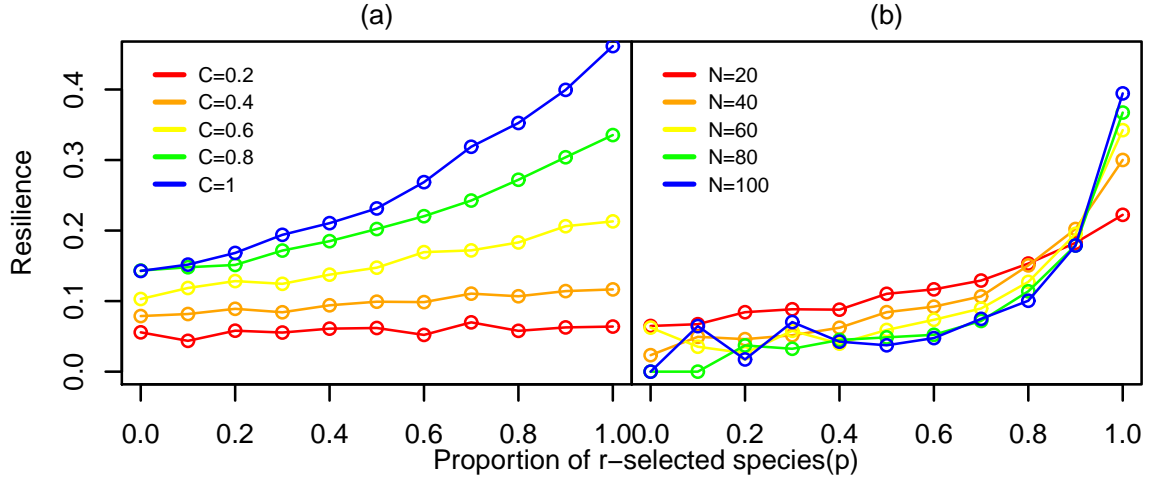 (a)
(b)
Resilience
0.4
0.3
0.2
0.1
0.0
C=0.2
C=0.4
C=0.6
C=0.8
C=1
N=20
N=40
N=60
N=80
N=100
0.0 0.2 0.4 0.6 0.8 1.0
0.0 0.2 0.4 0.6 0.8 1.0
Proportion of r−selected species(p)